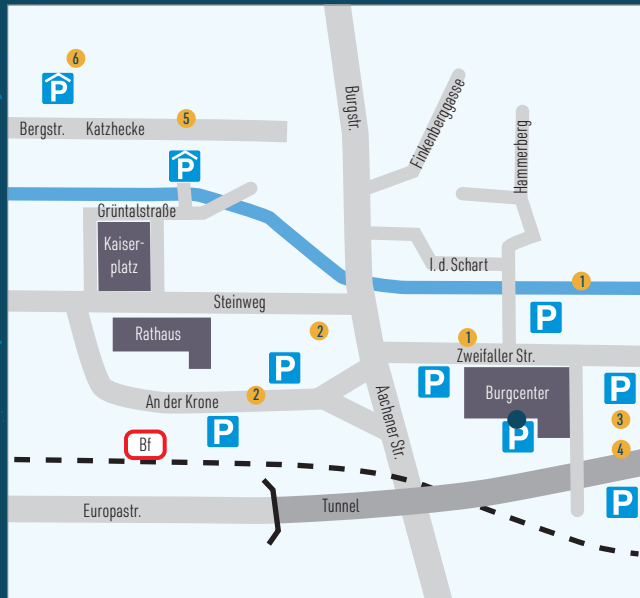 6
P
5
Bergstr.
Katzhecke
P
Burgstr.
Finkenberggasse
Hammerberg
Grüntalstraße
Kaiser-
platz
I. d. Schart
1
Steinweg
P
Rathaus
2
1
Zweifaller Str.
P
P
Burgcenter
P
An der Krone
2
Aachener Str.
P
P
3
Bf
4
P
Europastr.
Tunnel